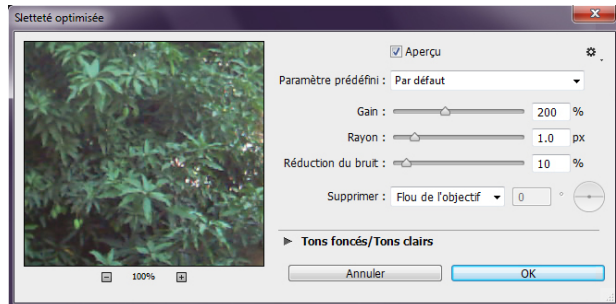 Sletteté optimisée
Aperçu
Paramètre prédéfini : Par défaut
Gain : 200 %
Rayon : 1.0 px
Réduction du bruit : 10 %
Supprimer : Flou de l'objectif 0 °
Tons foncés/Tons clairs
100%
Annuler OK